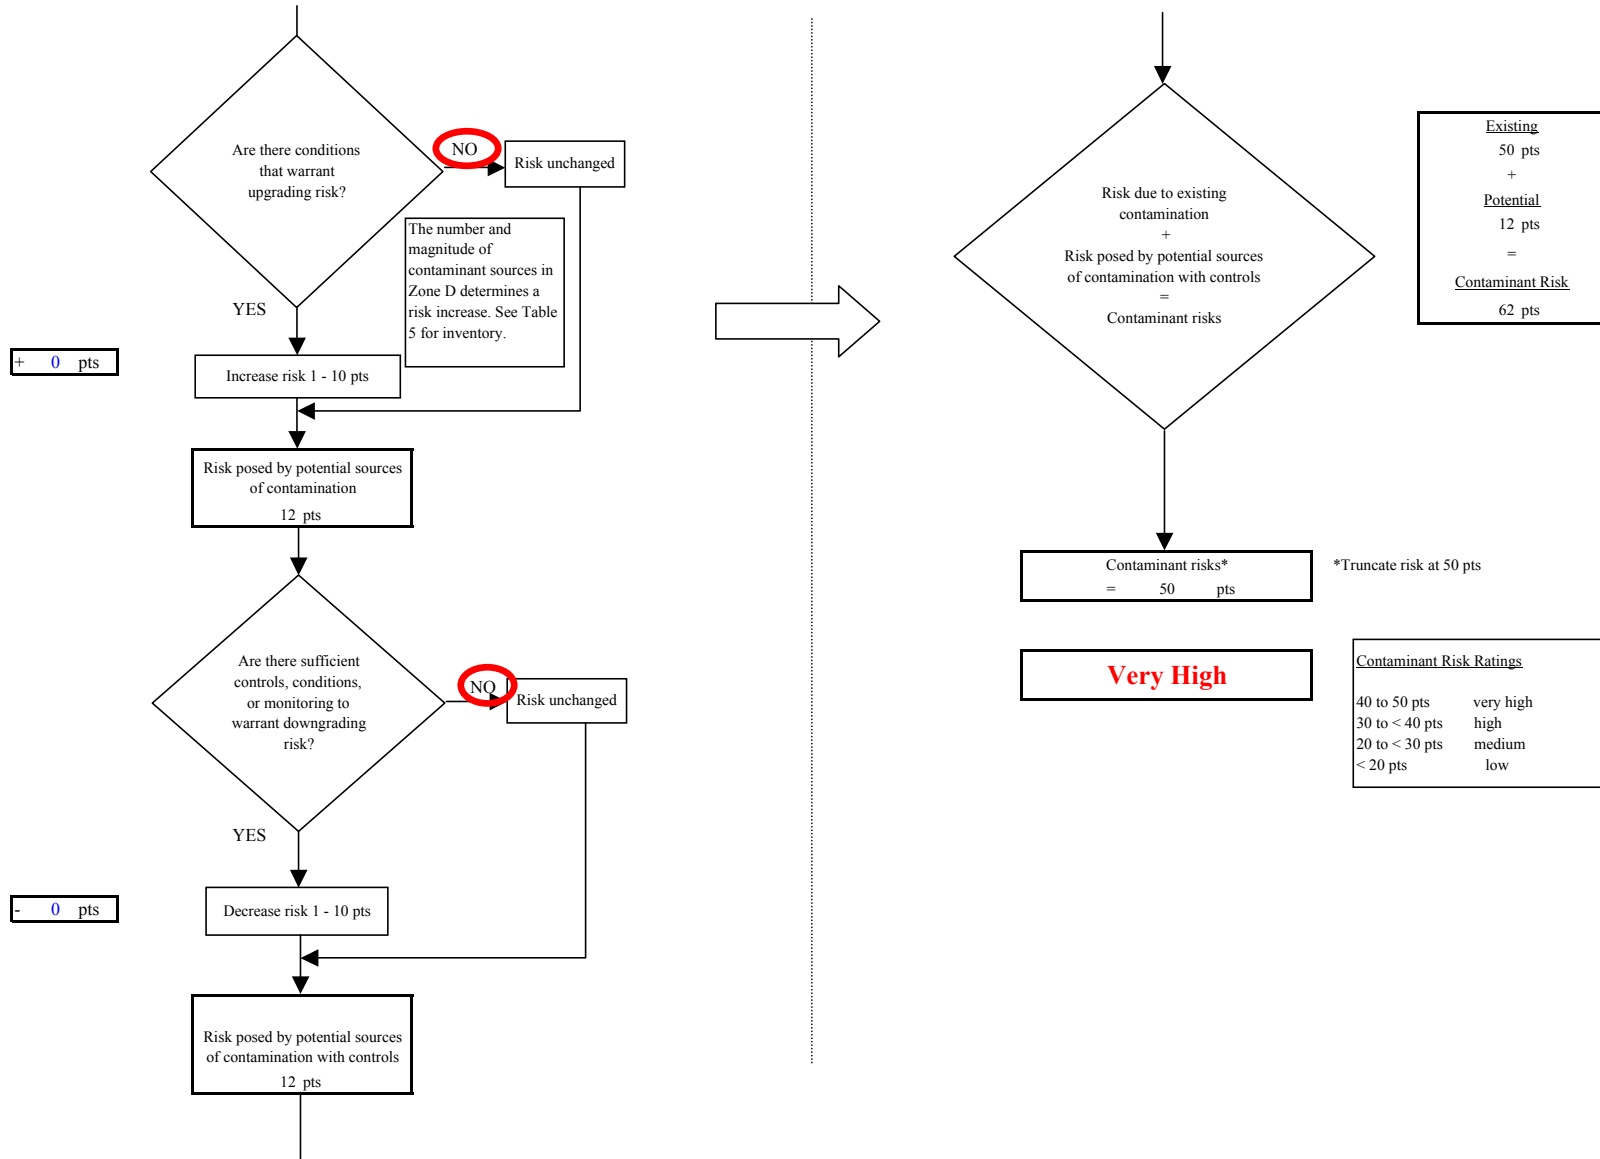 Are there conditions
that warrant
upgrading risk?
NO
Risk unchanged
The number and
magnitude of
contaminant sources in
Zone D determines a
risk increase. See Table
5 for inventory.
YES
+ 0 pts
Increase risk 1 - 10 pts
Risk posed by potential sources
of contamination
12 pts
Are there sufficient
controls, conditions,
or monitoring to
warrant downgrading
risk?
NO
Risk unchanged
YES
- 0 pts
Decrease risk 1 - 10 pts
Risk posed by potential sources
of contamination with controls
12 pts
Risk due to existing
contamination
+
Risk posed by potential sources
of contamination with controls
=
Contaminant risks
Existing
50 pts
+
Potential
12 pts
=
Contaminant Risk
62 pts
Contaminant risks*
= 50 pts
*Truncate risk at 50 pts
Very High
Contaminant Risk Ratings
40 to 50 pts very high
30 to < 40 pts high
20 to < 30 pts medium
< 20 pts low